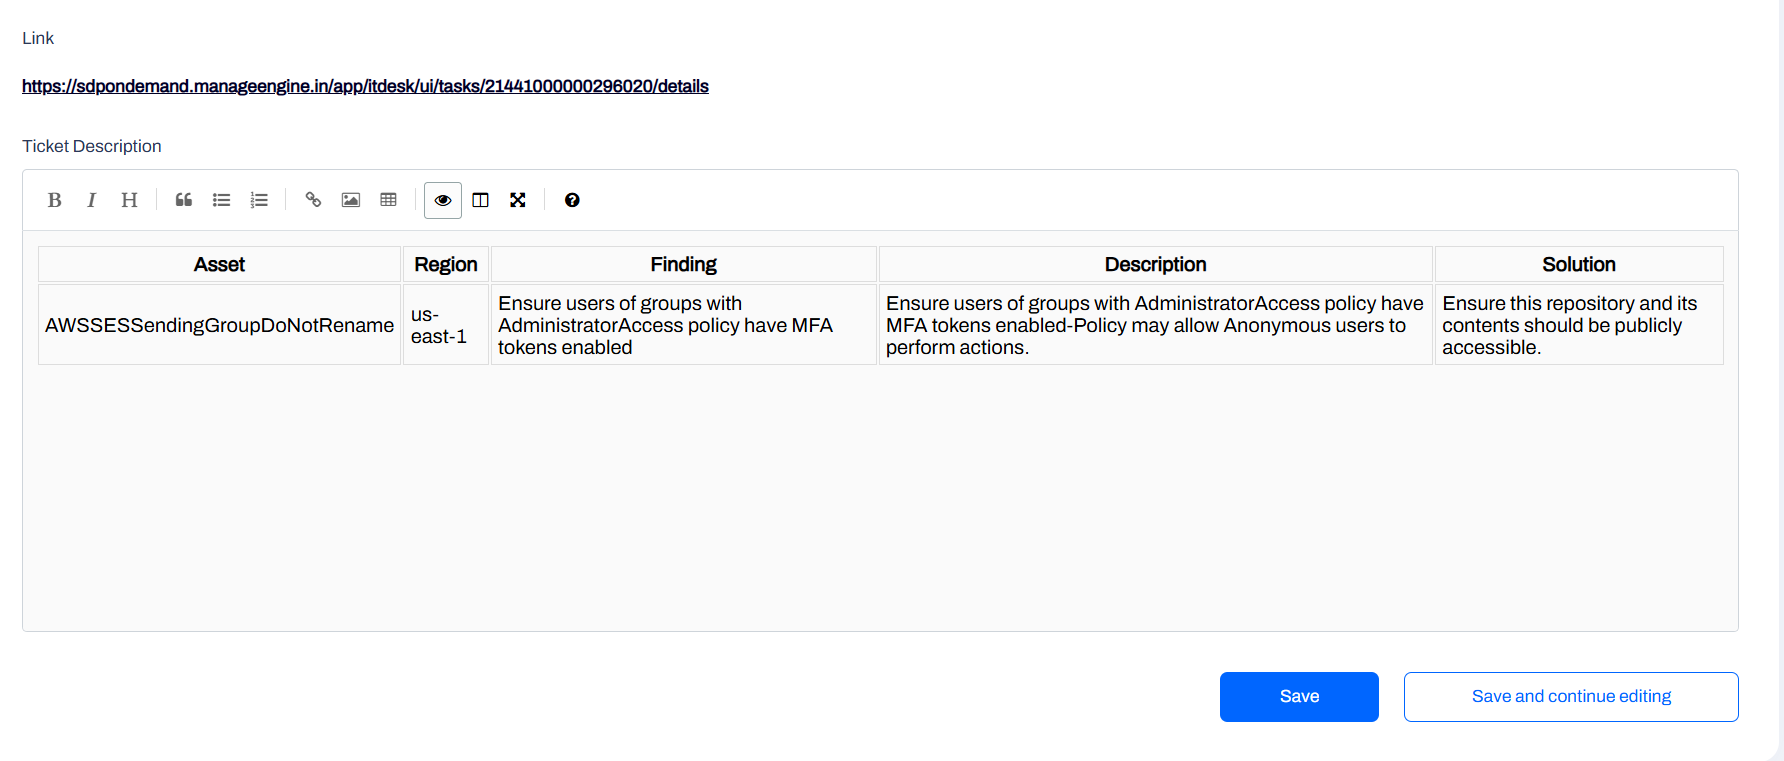 Link
https://sdpondemand.manageengine.in/app/itdesk/ui/tasks/21441000000296020/details
Ticket Description
B I H
Asset Region Finding Description Solution
AWSSESSendingGroupDoNotRename
us-
east-1
Ensure users of groups with
AdministratorAccess policy have MFA
tokens enabled
Ensure users of groups with AdministratorAccess policy have
MFA tokens enabled-Policy may allow Anonymous users to
perform actions.
Ensure this repository and its
contents should be publicly
accessible.
Save Save and continue editing